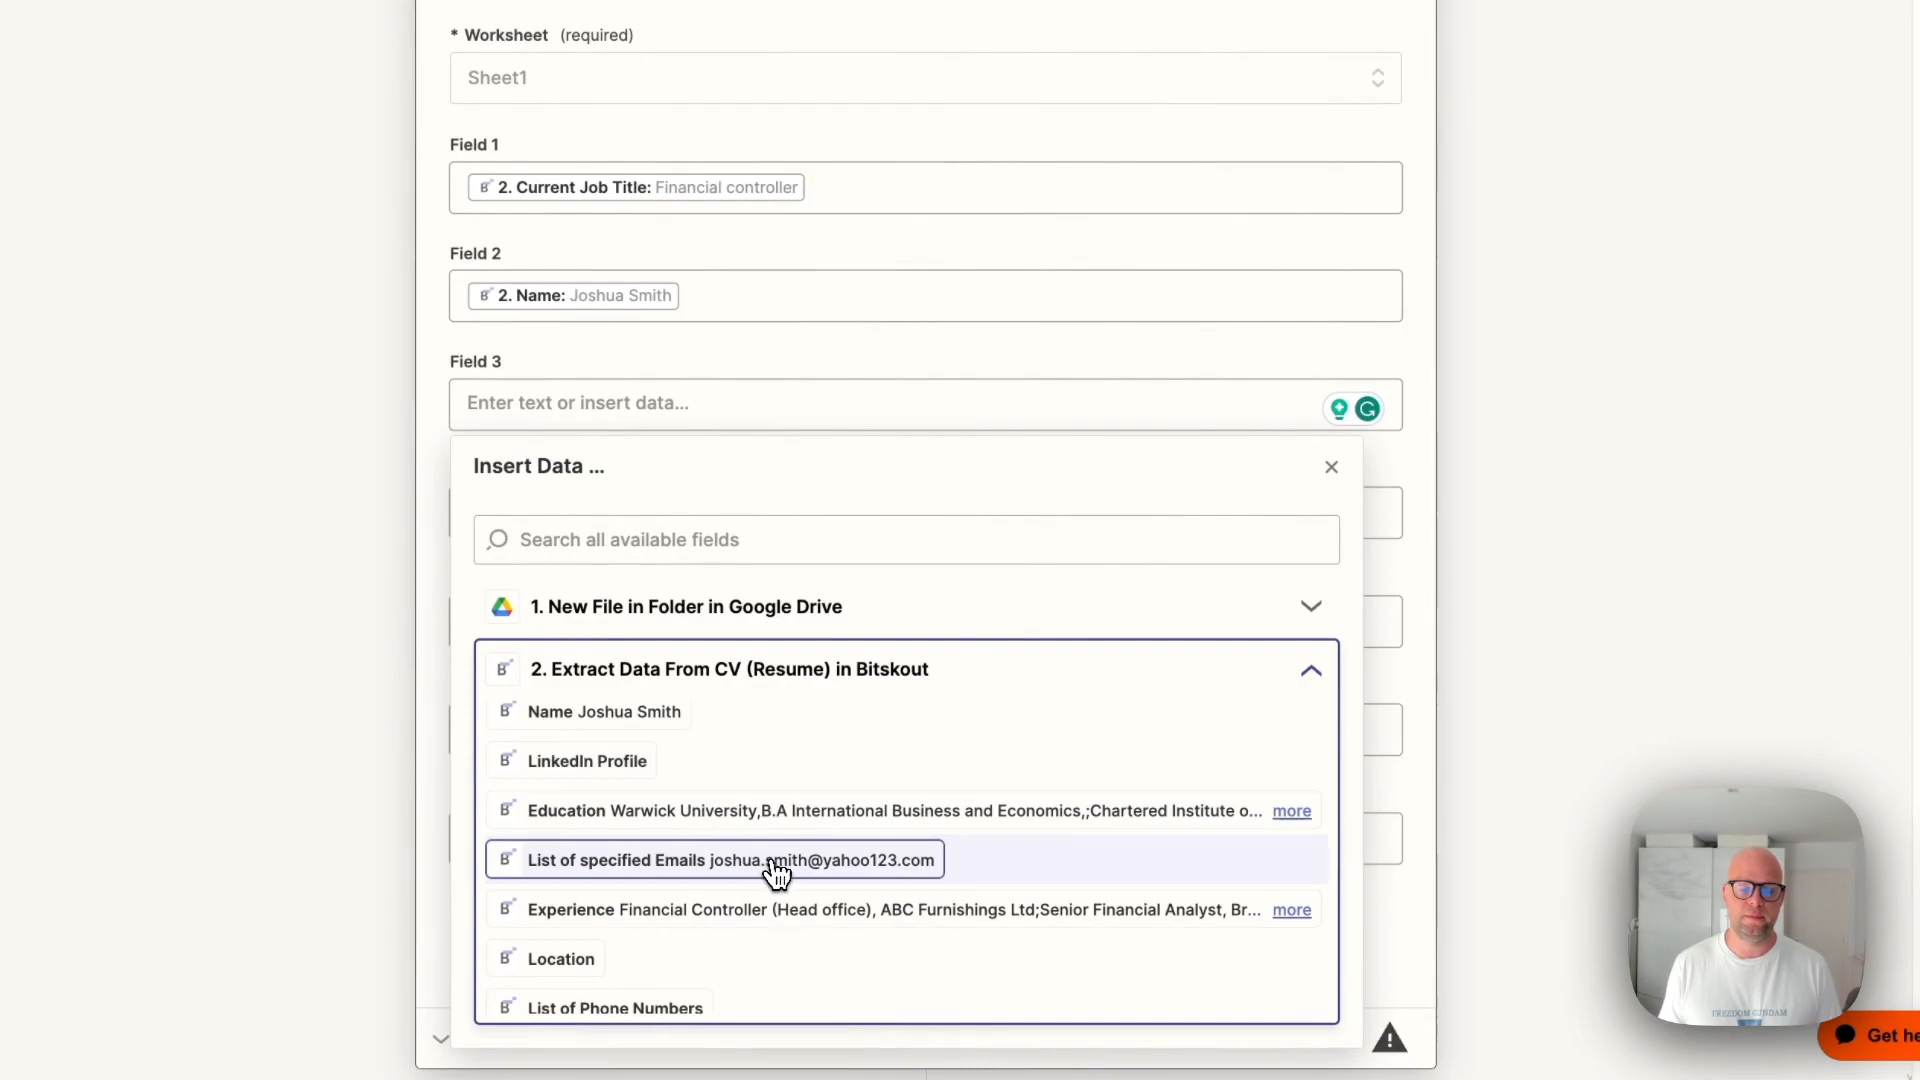 * Worksheet (required)
Sheet1
Field 1
2. Current Job Title: Financial controller
Field 2
2. Name: Joshua Smith
Field 3
Enter text or insert data...
Insert Data ...
Search all available fields
1. New File in Folder in Google Drive
2. Extract Data From CV (Resume) in Bitskout
Name Joshua Smith
LinkedIn Profile
Education Warwick University,B.A International Business and Economics,;Chartered Institute o... more
List of specified Emails joshua.smith@yahoo123.com
Experience Financial Controller (Head office), ABC Furnishings Ltd;Senior Financial Analyst, Br... more
Location
List of Phone Numbers
Get he